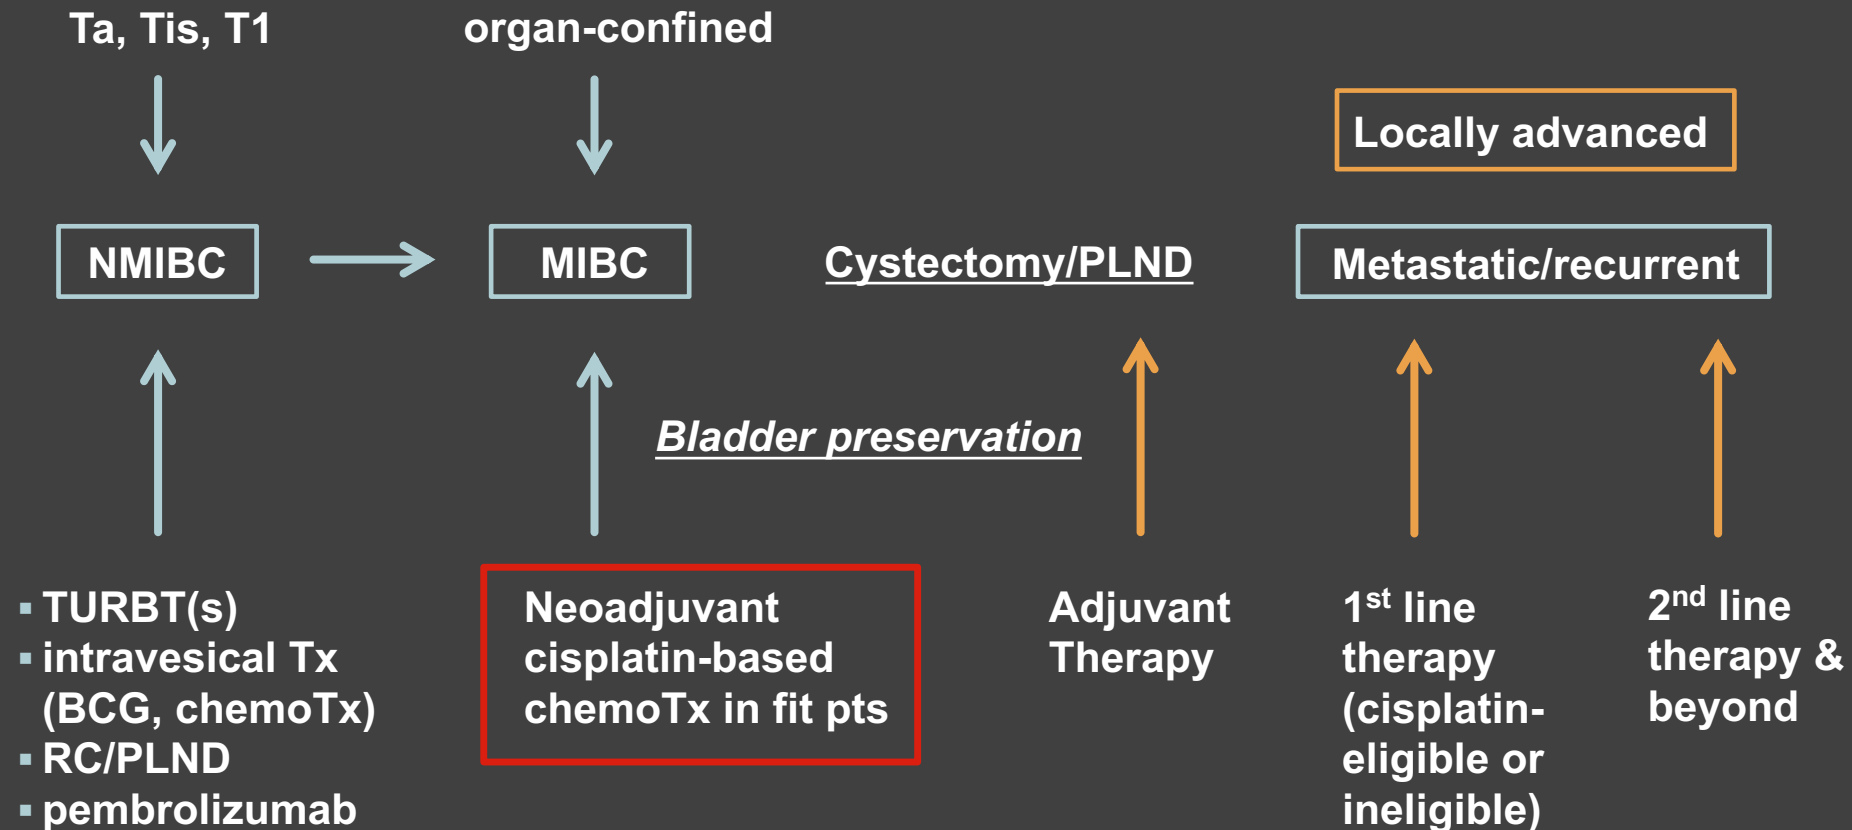 Ta, Tis, T1
organ-confined
Locally advanced
NMIBC
MIBC
Cystectomy/PLND
Metastatic/recurrent
Bladder preservation
▪ TURBT(s)
▪ intravesical Tx
(BCG, chemoTx)
▪ RC/PLND
▪ pembrolizumab
Neoadjuvant
cisplatin-based
chemoTx in fit pts
Adjuvant
Therapy
1st line
therapy
(cisplatin-
eligible or
ineligible)
2nd line
therapy &
beyond